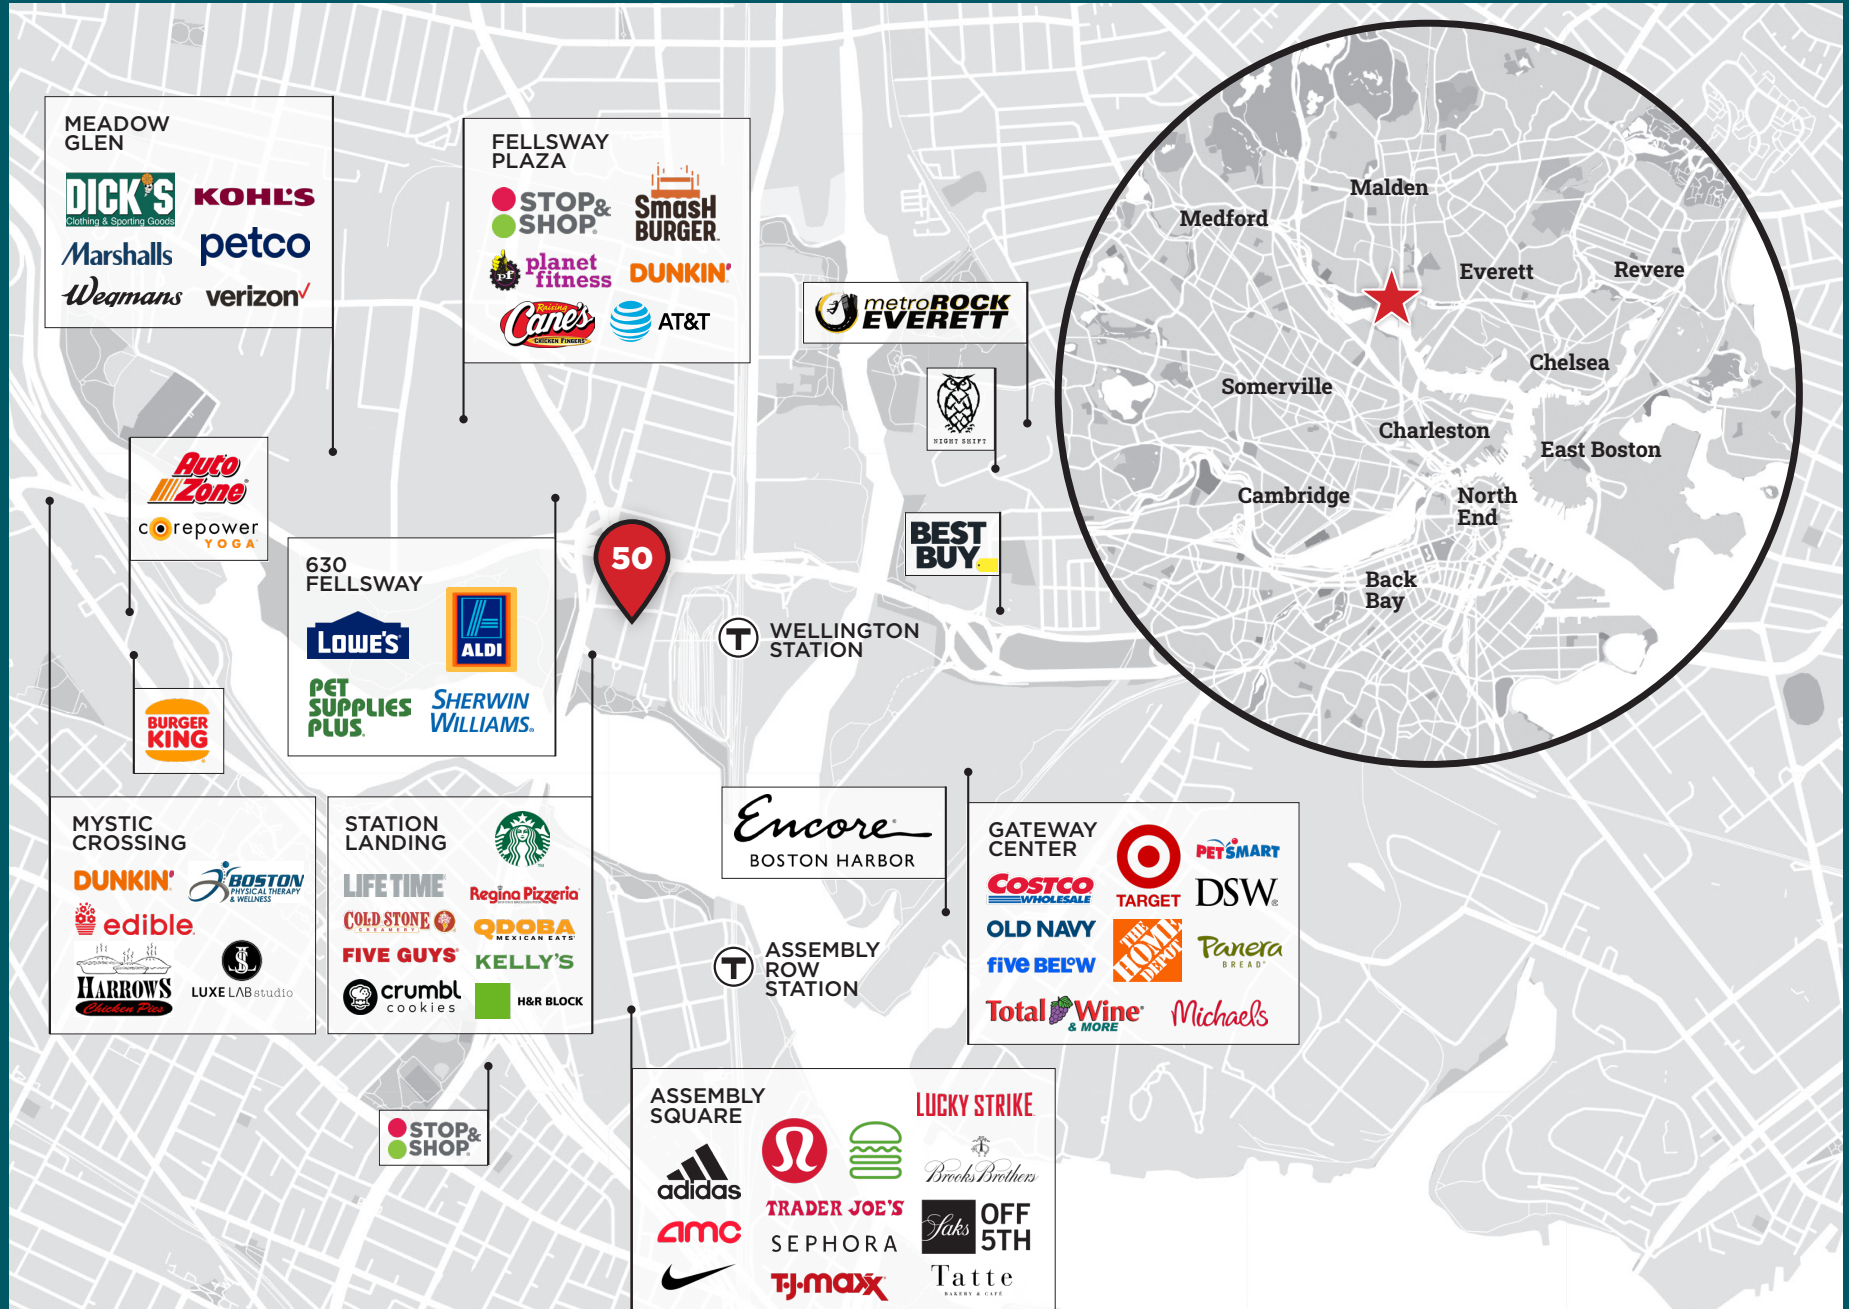 MEADOW
GLEN
DICK'S
Clothing & Sporting Goods
KOHL'S
Marshalls
petco
Wegmans
verizon
FELLSWAY
PLAZA
STOP&
SHOP
SMASH
BURGER
pf
planet
fitness
DUNKIN'
Raising
Cane's
CHICKEN FINGERS
AT&T
metroROCK
EVERETT
NIGHT SHIFT
BEST
BUY
Auto
Zone
corepower
YOGA
630
FELLSWAY
LOWE'S
ALDI
PET
SUPPLIES
PLUS
SHERWIN
WILLIAMS
50
T
WELLINGTON
STATION
BURGER
KING
MYSTIC
CROSSING
DUNKIN'
BOSTON
PHYSICAL THERAPY
& WELLNESS
edible
HARROWS
Chicken Pies
LUXE LAB studio
STATION
LANDING
LIFE TIME
Regina Pizzeria
COLD STONE
CREAMERY
QDOBA
MEXICAN EATS
FIVE GUYS
KELLY'S
crumbl
cookies
H&R BLOCK
Encore
BOSTON HARBOR
T
ASSEMBLY
ROW
STATION
GATEWAY
CENTER
TARGET
PETSMART
COSTCO
WHOLESALE
DSW
OLD NAVY
THE
HOME
DEPOT
Panera
BREAD
five BEL°W
Total Wine
& MORE
Michaels
STOP&
SHOP
ASSEMBLY
SQUARE
LUCKY STRIKE
adidas
Brooks Brothers
TRADER JOE'S
amc
SEPHORA
Saks
OFF
5TH
T·J·maxx
Tatte
BAKERY & CAFÉ
Malden
Medford
Everett
Revere
Chelsea
Somerville
Charleston
East Boston
Cambridge
North
End
Back
Bay